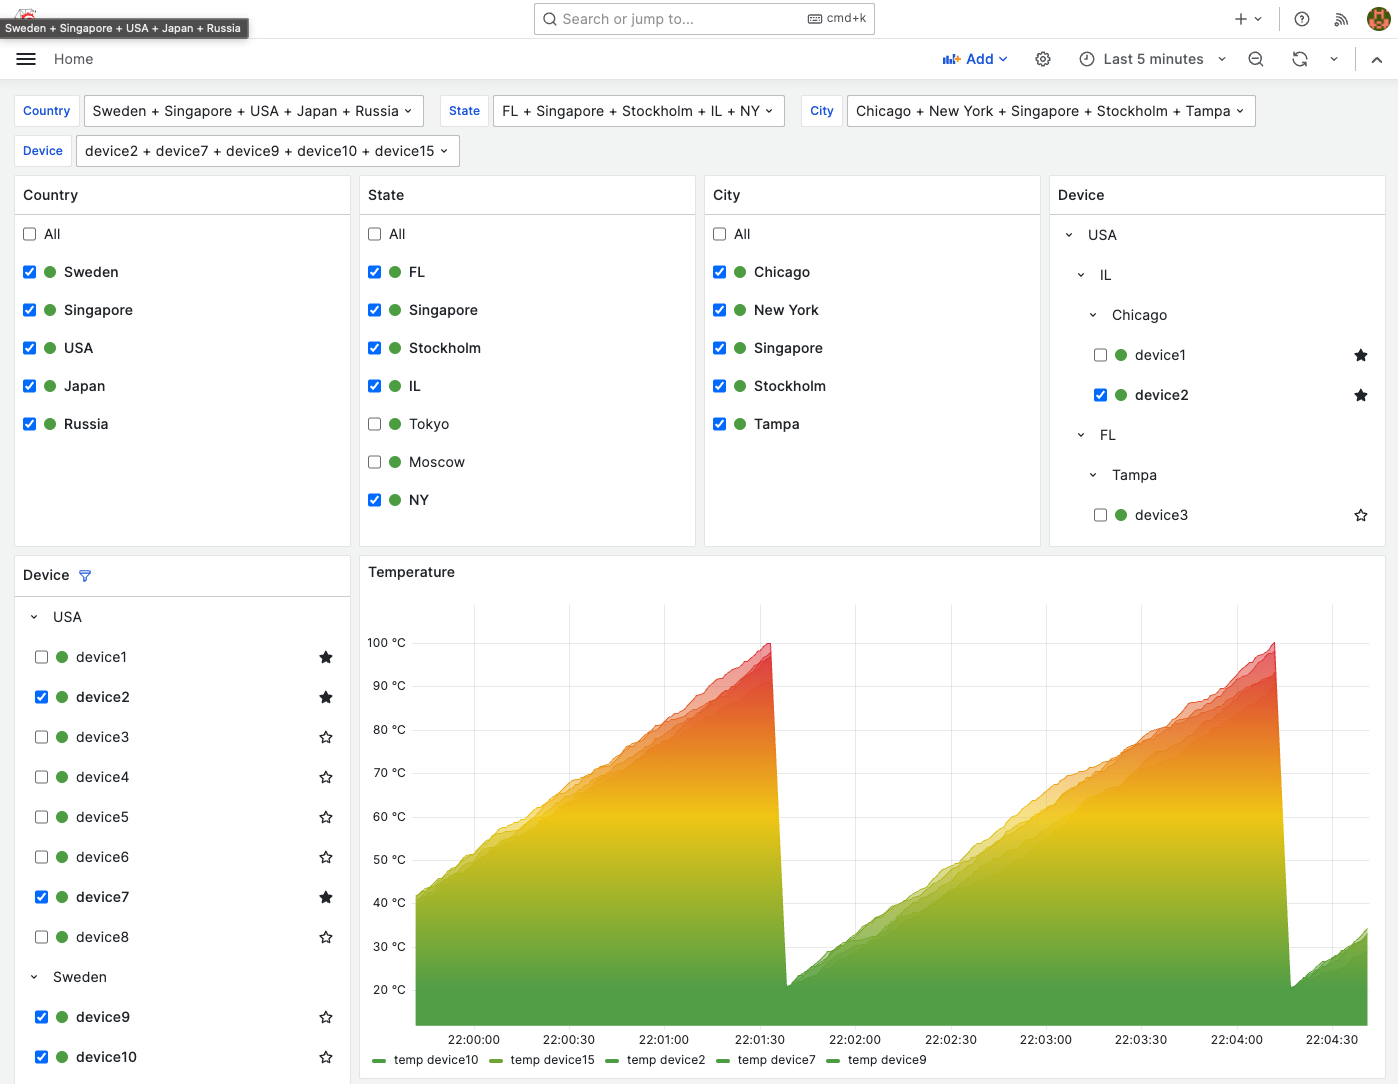 Search or jump to... cmd+k
Sweden + Singapore + USA + Japan + Russia
Home Add Last 5 minutes
Country Sweden + Singapore + USA + Japan + Russia State FL + Singapore + Stockholm + IL + NY City Chicago + New York + Singapore + Stockholm + Tampa
Device device2 + device7 + device9 + device10 + device15
Country
All
Sweden
Singapore
USA
Japan
Russia
State
All
FL
Singapore
Stockholm
IL
Tokyo
Moscow
NY
City
All
Chicago
New York
Singapore
Stockholm
Tampa
Device
USA
IL
Chicago
device1
device2
FL
Tampa
device3
Device
USA
device1
device2
device3
device4
device5
device6
device7
device8
Sweden
device9
device10
Temperature
100 °C
90 °C
80 °C
70 °C
60 °C
50 °C
40 °C
30 °C
20 °C
22:00:00 22:00:30 22:01:00 22:01:30 22:02:00 22:02:30 22:03:00 22:03:30 22:04:00 22:04:30
temp device10 temp device15 temp device2 temp device7 temp device9